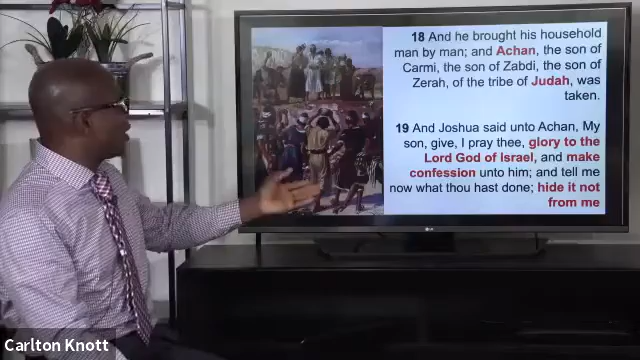 18 And he brought his household
man by man; and Achan, the son of
Carmi, the son of Zabdi, the son of
Zerah, of the tribe of Judah, was
taken.
19 And Joshua said unto Achan, My
son, give, I pray thee, glory to the
Lord God of Israel, and make
confession unto him; and tell me
now what thou hast done; hide it not
from me
LG
Carlton Knott